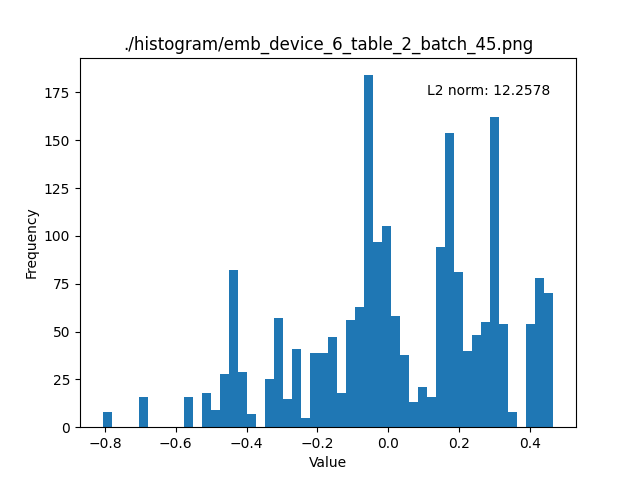 ./histogram/emb_device_6_table_2_batch_45.png
L2 norm: 12.2578
175
150
125
100
75
50
25
0
Frequency
−0.8 −0.6 −0.4 −0.2 0.0 0.2 0.4
Value